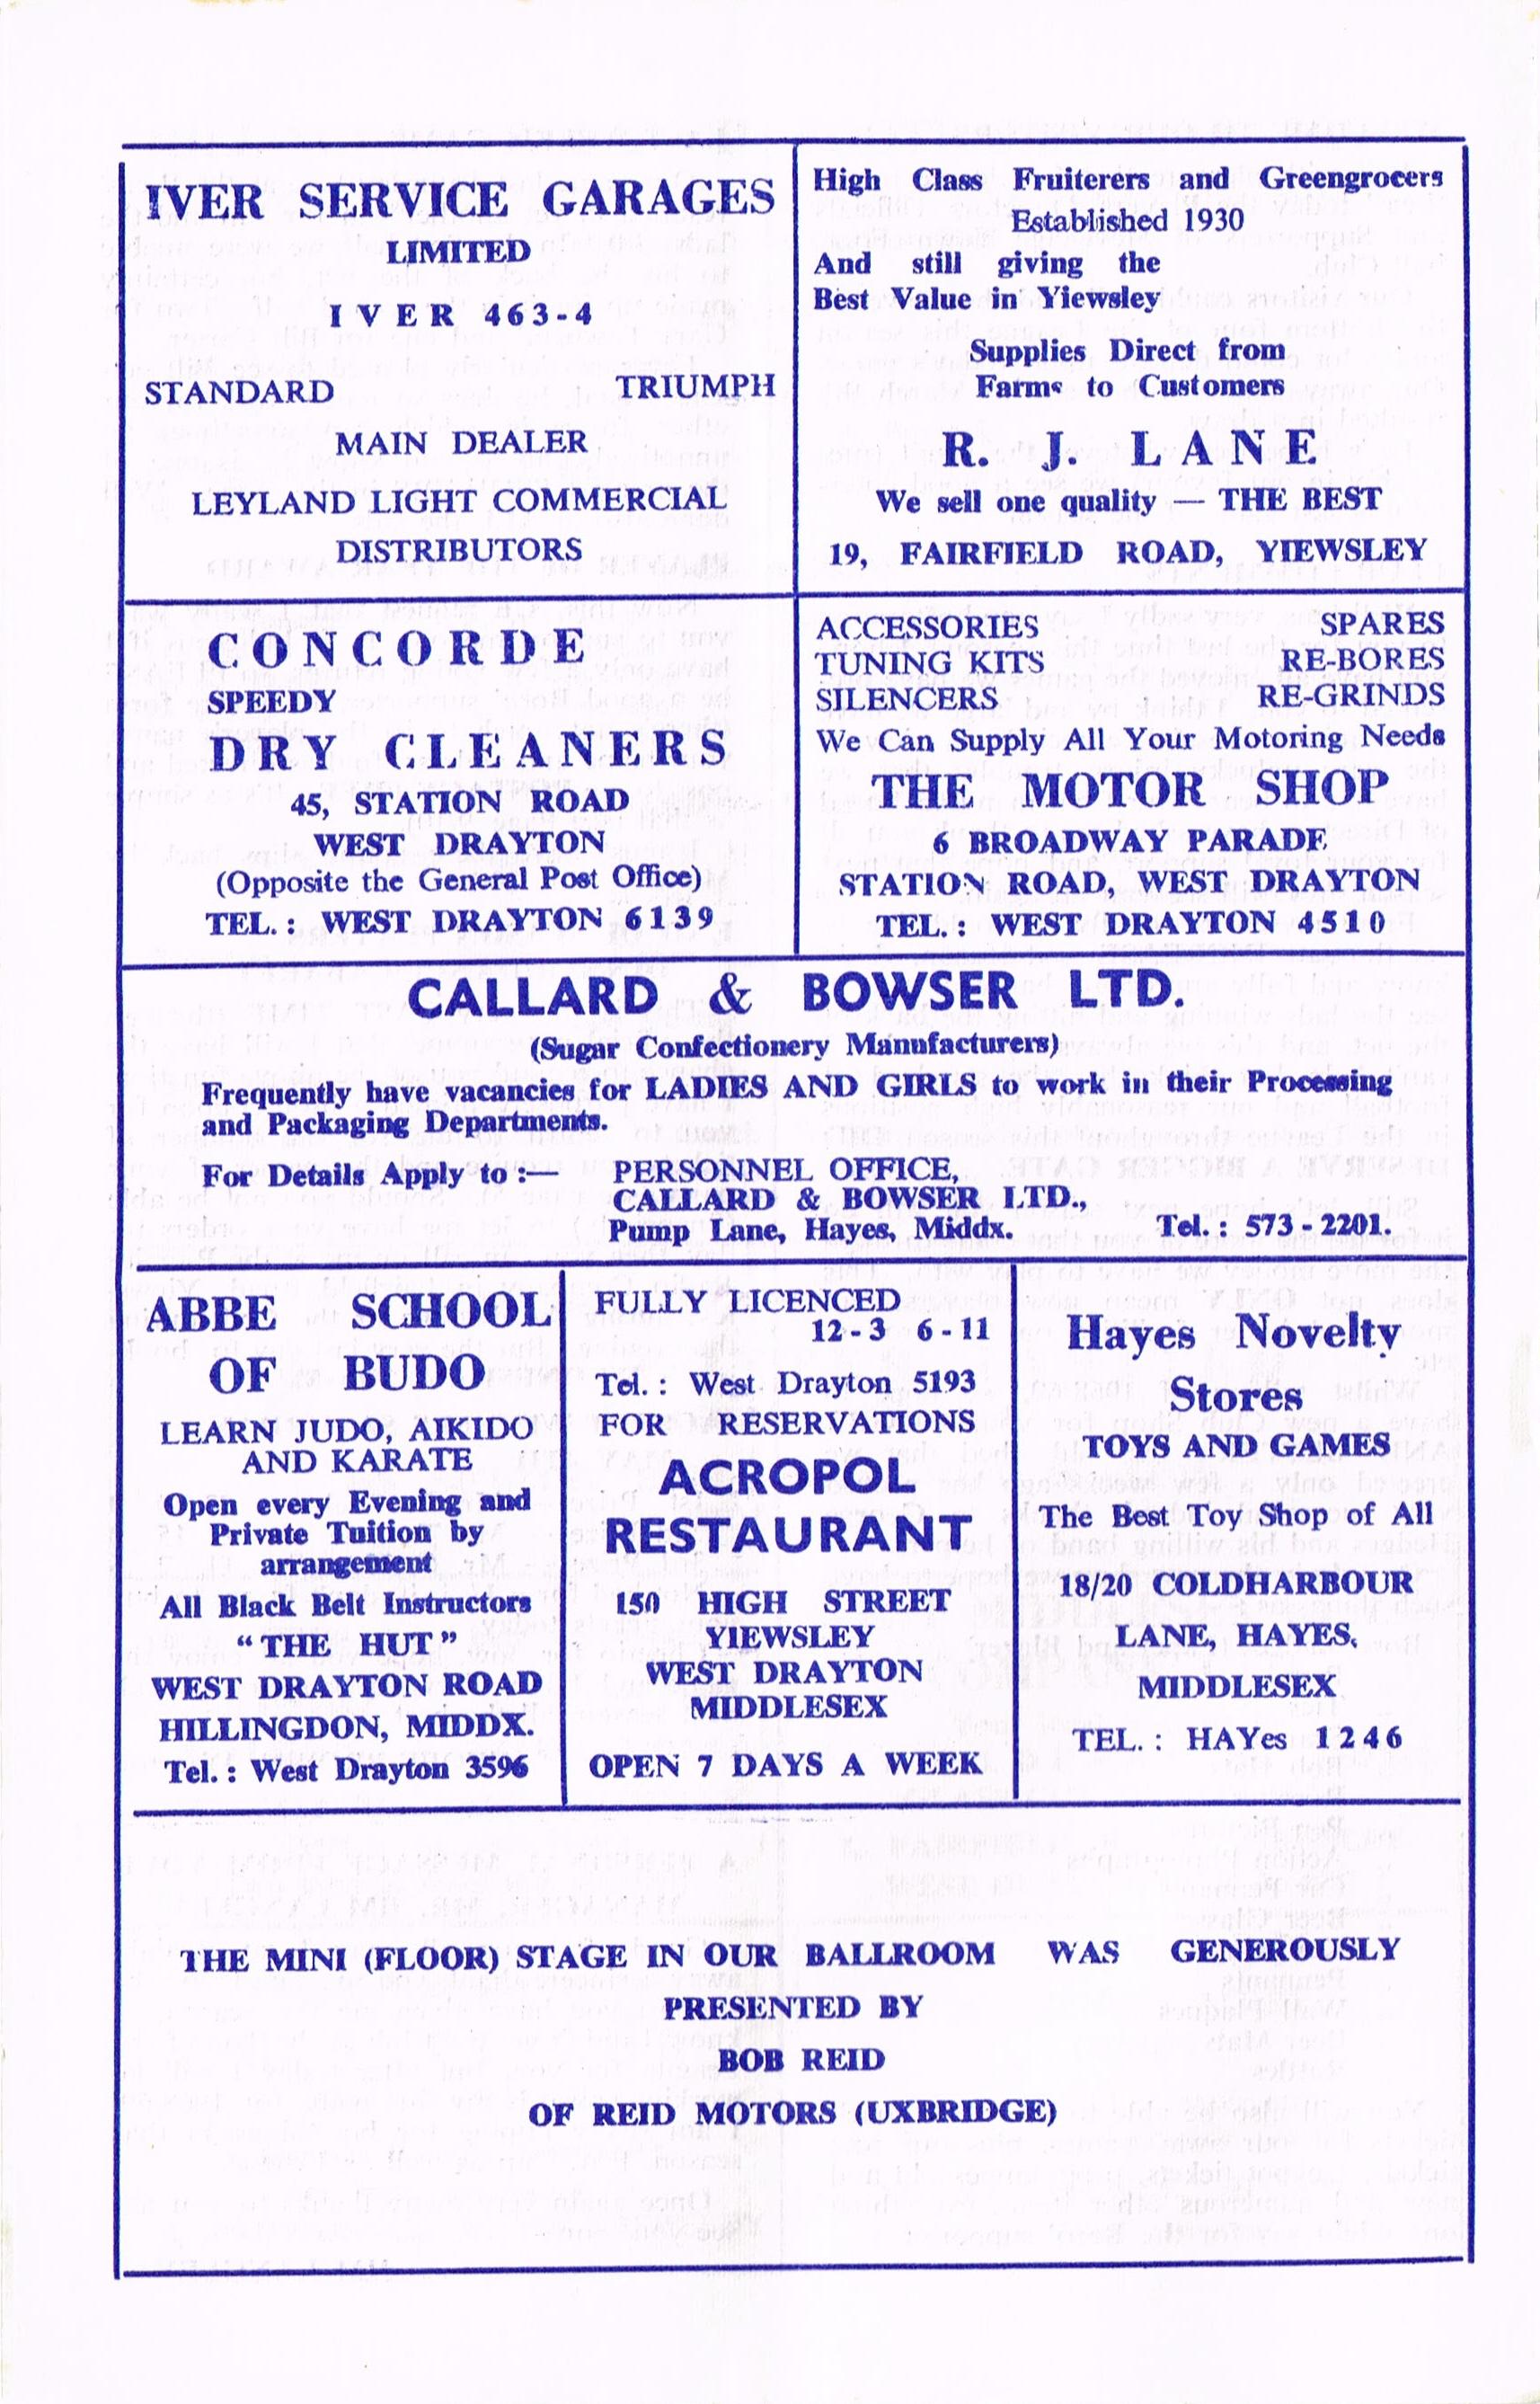 IVER SERVICE GARAGES
LIMITED
IVER 463-4
STANDARD TRIUMPH
MAIN DEALER
LEYLAND LIGHT COMMERCIAL
DISTRIBUTORS
High Class Fruiterers and Greengrocers
Established 1930
And still giving the
Best Value in Yiewsley
Supplies Direct from
Farms to Customers
R. J. LANE
We sell one quality — THE BEST
19, FAIRFIELD ROAD, YIEWSLEY
CONCORDE
SPEEDY
DRY CLEANERS
45, STATION ROAD
WEST DRAYTON
(Opposite the General Post Office)
TEL. : WEST DRAYTON 6139
ACCESSORIES SPARES
TUNING KITS RE-BORES
SILENCERS RE-GRINDS
We Can Supply All Your Motoring Needs
THE MOTOR SHOP
6 BROADWAY PARADE
STATION ROAD, WEST DRAYTON
TEL. : WEST DRAYTON 4510
CALLARD & BOWSER LTD.
(Sugar Confectionery Manufacturers)
Frequently have vacancies for LADIES AND GIRLS to work in their Processing
and Packaging Departments.
For Details Apply to :— PERSONNEL OFFICE,
CALLARD & BOWSER LTD.,
Pump Lane, Hayes, Middx. Tel. : 573 - 2201.
ABBE SCHOOL
OF BUDO
LEARN JUDO, AIKIDO
AND KARATE
Open every Evening and
Private Tuition by
arrangement
All Black Belt Instructors
“ THE HUT ”
WEST DRAYTON ROAD
HILLINGDON, MIDDX.
Tel. : West Drayton 3596
FULLY LICENCED
12 - 3 6 - 11
Tel. : West Drayton 5193
FOR RESERVATIONS
ACROPOL
RESTAURANT
150 HIGH STREET
YIEWSLEY
WEST DRAYTON
MIDDLESEX
OPEN 7 DAYS A WEEK
Hayes Novelty
Stores
TOYS AND GAMES
The Best Toy Shop of All
18/20 COLDHARBOUR
LANE, HAYES,
MIDDLESEX
TEL. : HAYes 1246
THE MINI (FLOOR) STAGE IN OUR BALLROOM WAS GENEROUSLY
PRESENTED BY
BOB REID
OF REID MOTORS (UXBRIDGE)